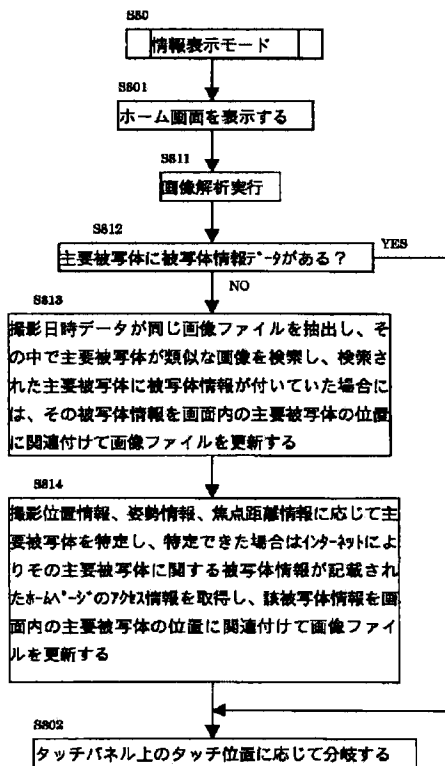 S80
情報表示モード
S801
ホーム画面を表示する
S811
画像解析実行
S812
主要被写体に被写体情報ﾃﾞｰﾀがある?
YES
NO
S813
撮影日時データが同じ画像ファイルを抽出し、そ
の中で主要被写体が類似な画像を検索し、検索さ
れた主要被写体に被写体情報が付いていた場合に
は、その被写体情報を画面内の主要被写体の位置
に関連付けて画像ファイルを更新する
S814
撮影位置情報、姿勢情報、焦点距離情報に応じて主
要被写体を特定し、特定できた場合はｲﾝﾀｰﾈｯﾄによ
りその主要被写体に関する被写体情報が記載され
たﾎｰﾑﾍﾟｰｼﾞのｱｸｾｽ情報を取得し、該被写体情報を画
面内の主要被写体の位置に関連付けて画像ファイ
ルを更新する
S802
タッチパネル上のタッチ位置に応じて分岐する